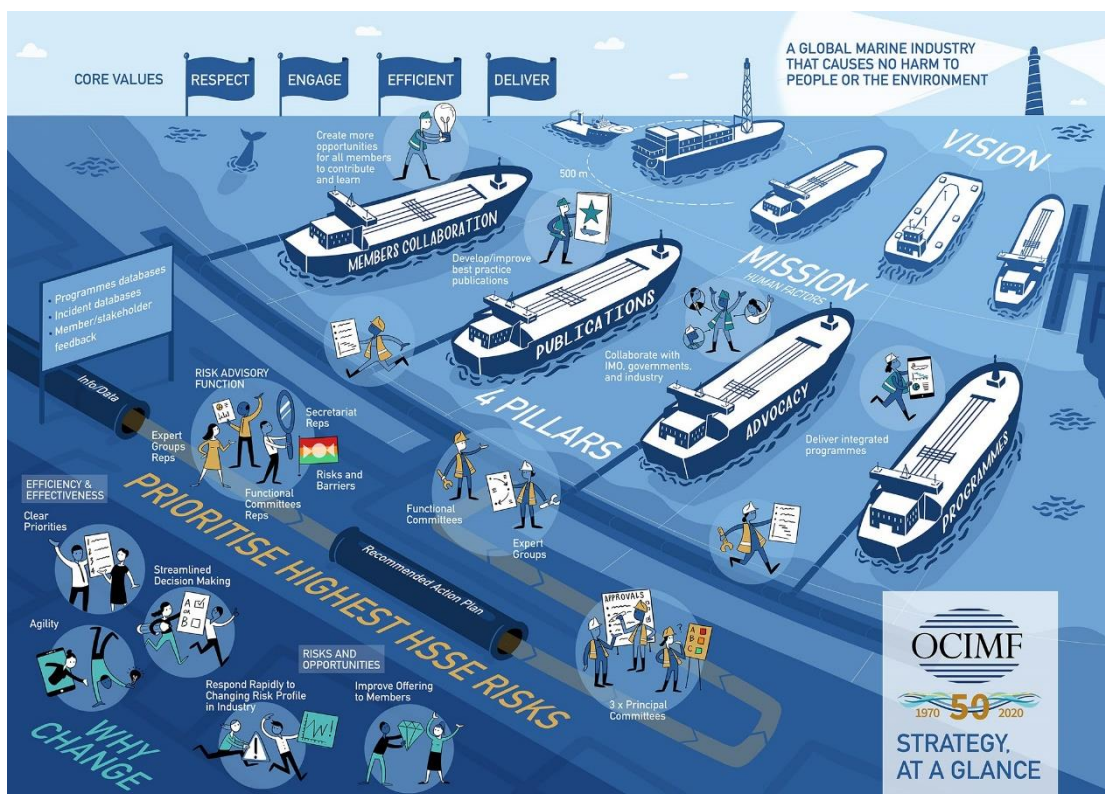 CORE VALUES
RESPECT
ENGAGE
EFFICIENT
DELIVER
A GLOBAL MARINE INDUSTRY
THAT CAUSES NO HARM TO
PEOPLE OR THE ENVIRONMENT
VISION
Create more
opportunities
for all members
to contribute
and learn
500 m
MEMBERS COLLABORATION
Develop/improve
best practice
publications
MISSION
HUMAN FACTORS
PUBLICATIONS
Collaborate with
IMO, governments,
and industry
4 PILLARS
ADVOCACY
Deliver integrated
programmes
PROGRAMMES
• Programmes databases
• Incident databases
• Member/stakeholder
feedback
Info/Data
RISK ADVISORY
FUNCTION
Secretariat
Reps
Expert
Groups Reps
Risks and
Barriers
Functional
Committees
Reps
Functional
Committees
Expert
Groups
PRIORITISE HIGHEST HSSE RISKS
Recommended Action Plan
APPROVALS
A
B
C
?
3 x Principal
Committees
EFFICIENCY &
EFFECTIVENESS
Clear
Priorities
Streamlined
Decision Making
A
OR
B
Agility
RISKS AND
OPPORTUNITIES
Respond Rapidly to
Changing Risk Profile
in Industry
!
Improve Offering
to Members
WHY
CHANGE
OCIMF
1970 50 2020
STRATEGY,
AT A GLANCE